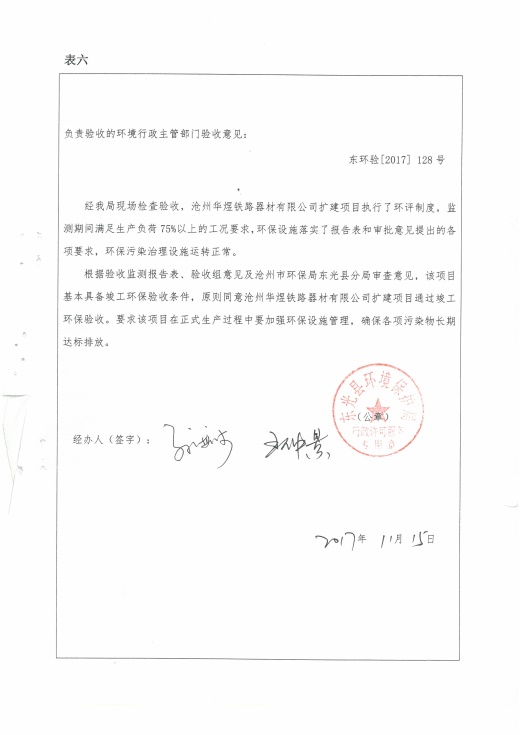 表六
负责验收的环境行政主管部门验收意见：
东环验[2017] 128 号
经我局现场检查验收，沧州华煜铁路器材有限公司扩建项目执行了环评制度，监
测期间满足生产负荷 75%以上的工况要求，环保设施落实了报告表和审批意见提出的各
项要求，环保污染治理设施运转正常。
根据验收监测报告表、验收组意见及沧州市环保局东光县分局审查意见，该项目
基本具备竣工环保验收条件，原则同意沧州华煜铁路器材有限公司扩建项目通过竣工
环保验收。要求该项目在正式生产过程中要加强环保设施管理，确保各项污染物长期
达标排放。
东光县环境保护局
（公章）
行政许可服务
专用章
经办人（签字）：
2017年 11月 15日